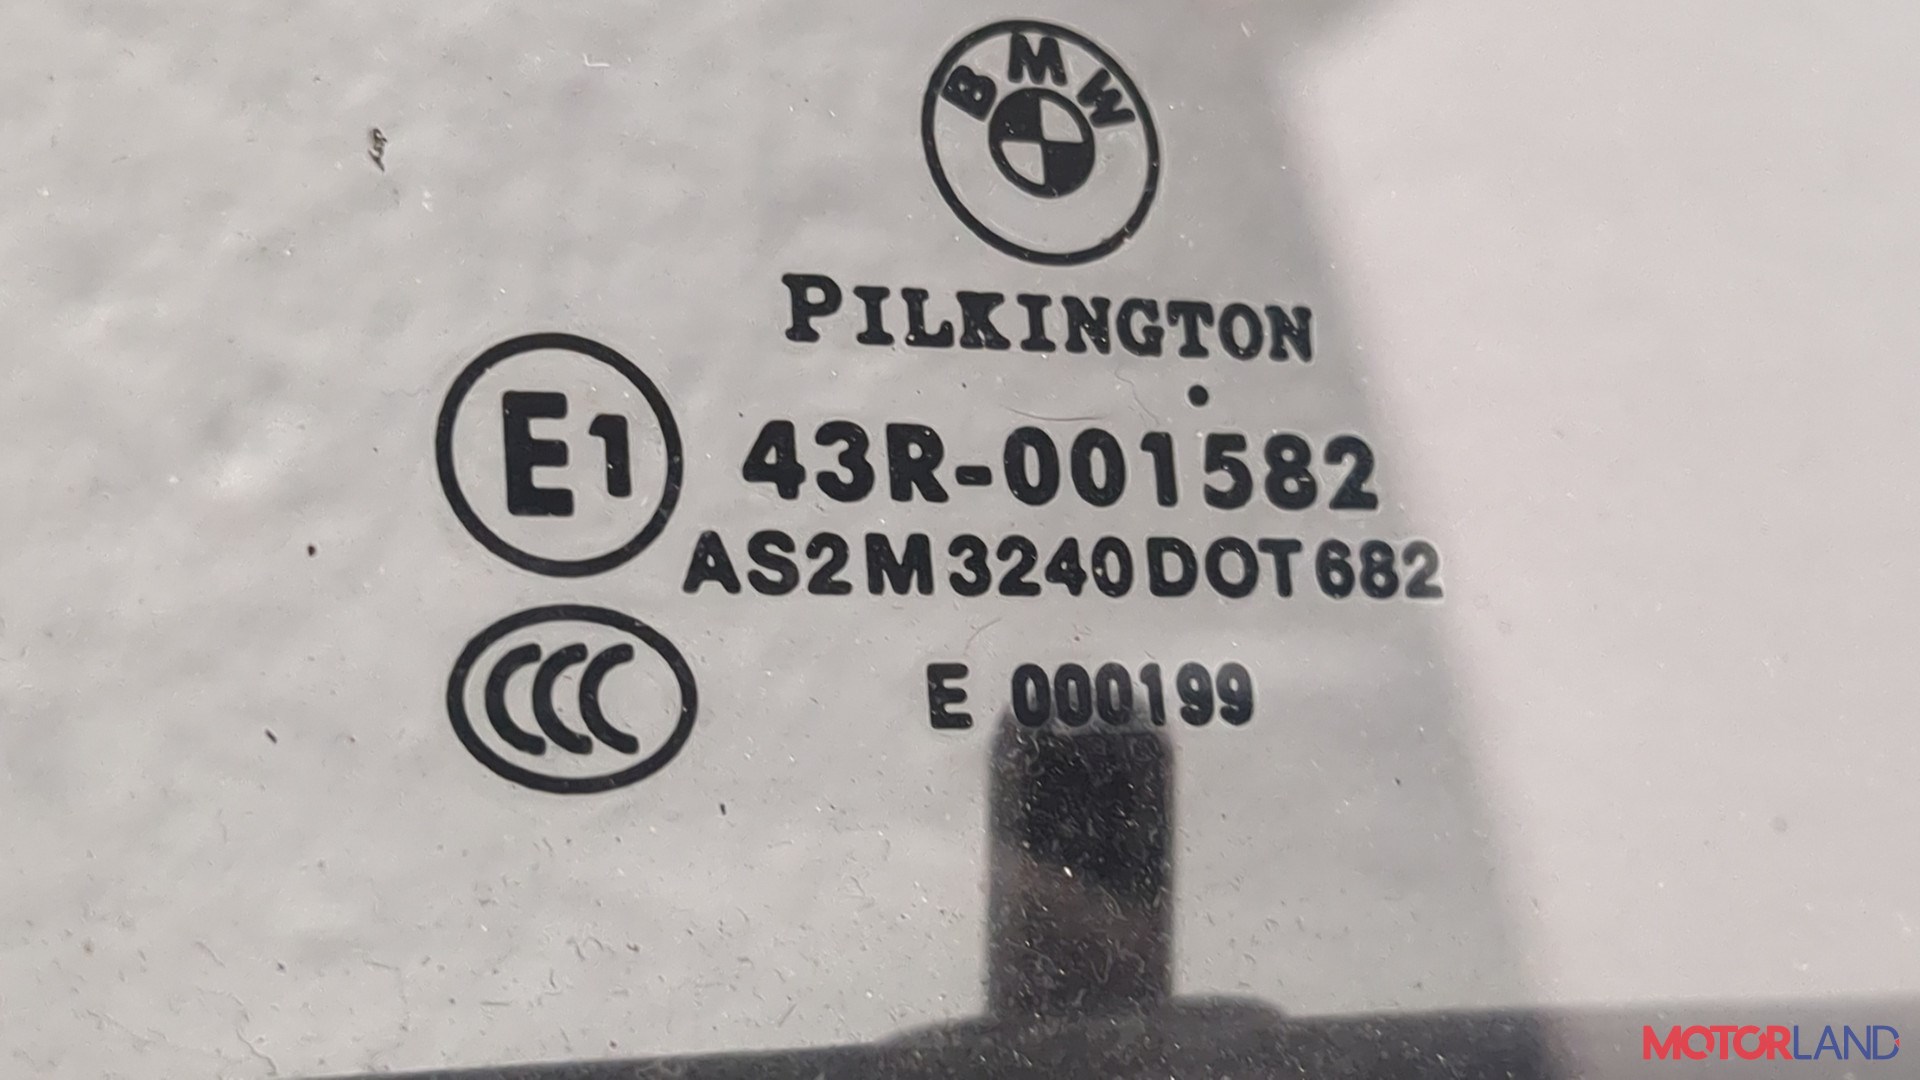 BMW
PILKINGTON
E1 43R-001582
AS2M3240DOT682
CCC E 000199
MOTORLAND